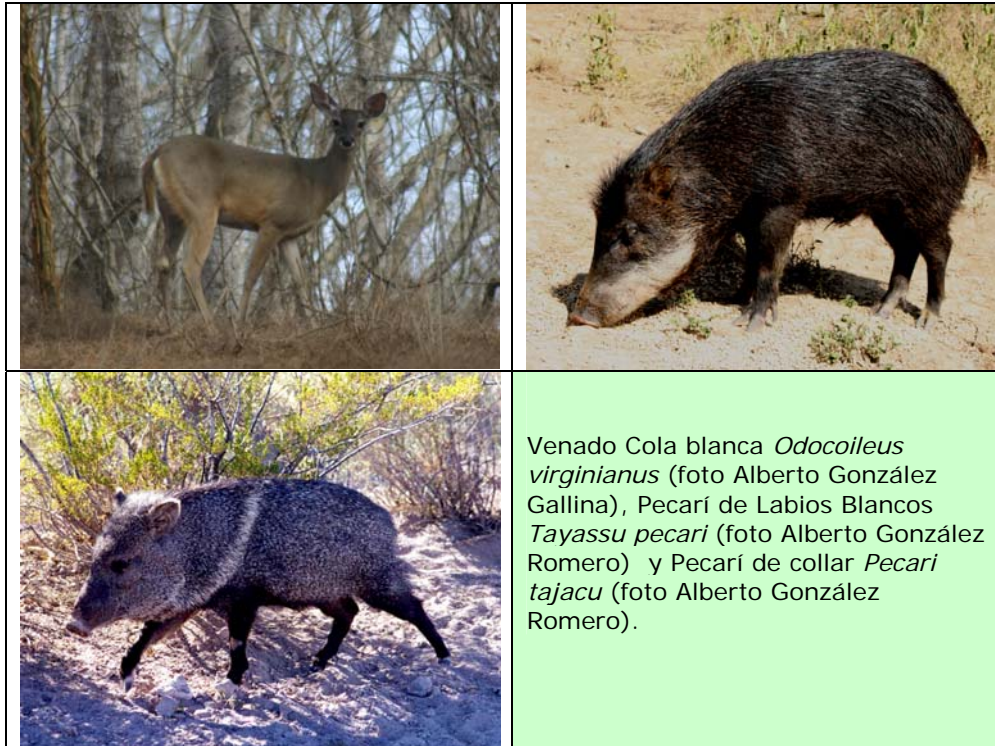 Venado Cola blanca Odocoileus
virginianus (foto Alberto González
Gallina), Pecarí de Labios Blancos
Tayassu pecari (foto Alberto González
Romero) y Pecarí de collar Pecari
tajacu (foto Alberto González
Romero).